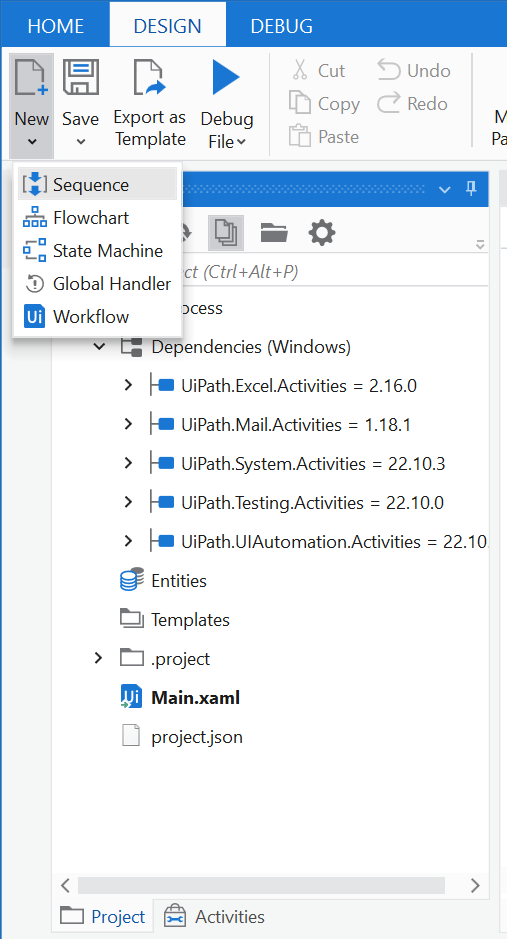 HOME DESIGN DEBUG
New Save Export as Template Debug File
Cut Undo
Copy Redo
Paste
Sequence
Flowchart
State Machine
Global Handler
Workflow
(Ctrl+Alt+P)
Dependencies (Windows)
UiPath.Excel.Activities = 2.16.0
UiPath.Mail.Activities = 1.18.1
UiPath.System.Activities = 22.10.3
UiPath.Testing.Activities = 22.10.0
UiPath.UIAutomation.Activities = 22.10.
Entities
Templates
.project
Ui Main.xaml
project.json
Project Activities